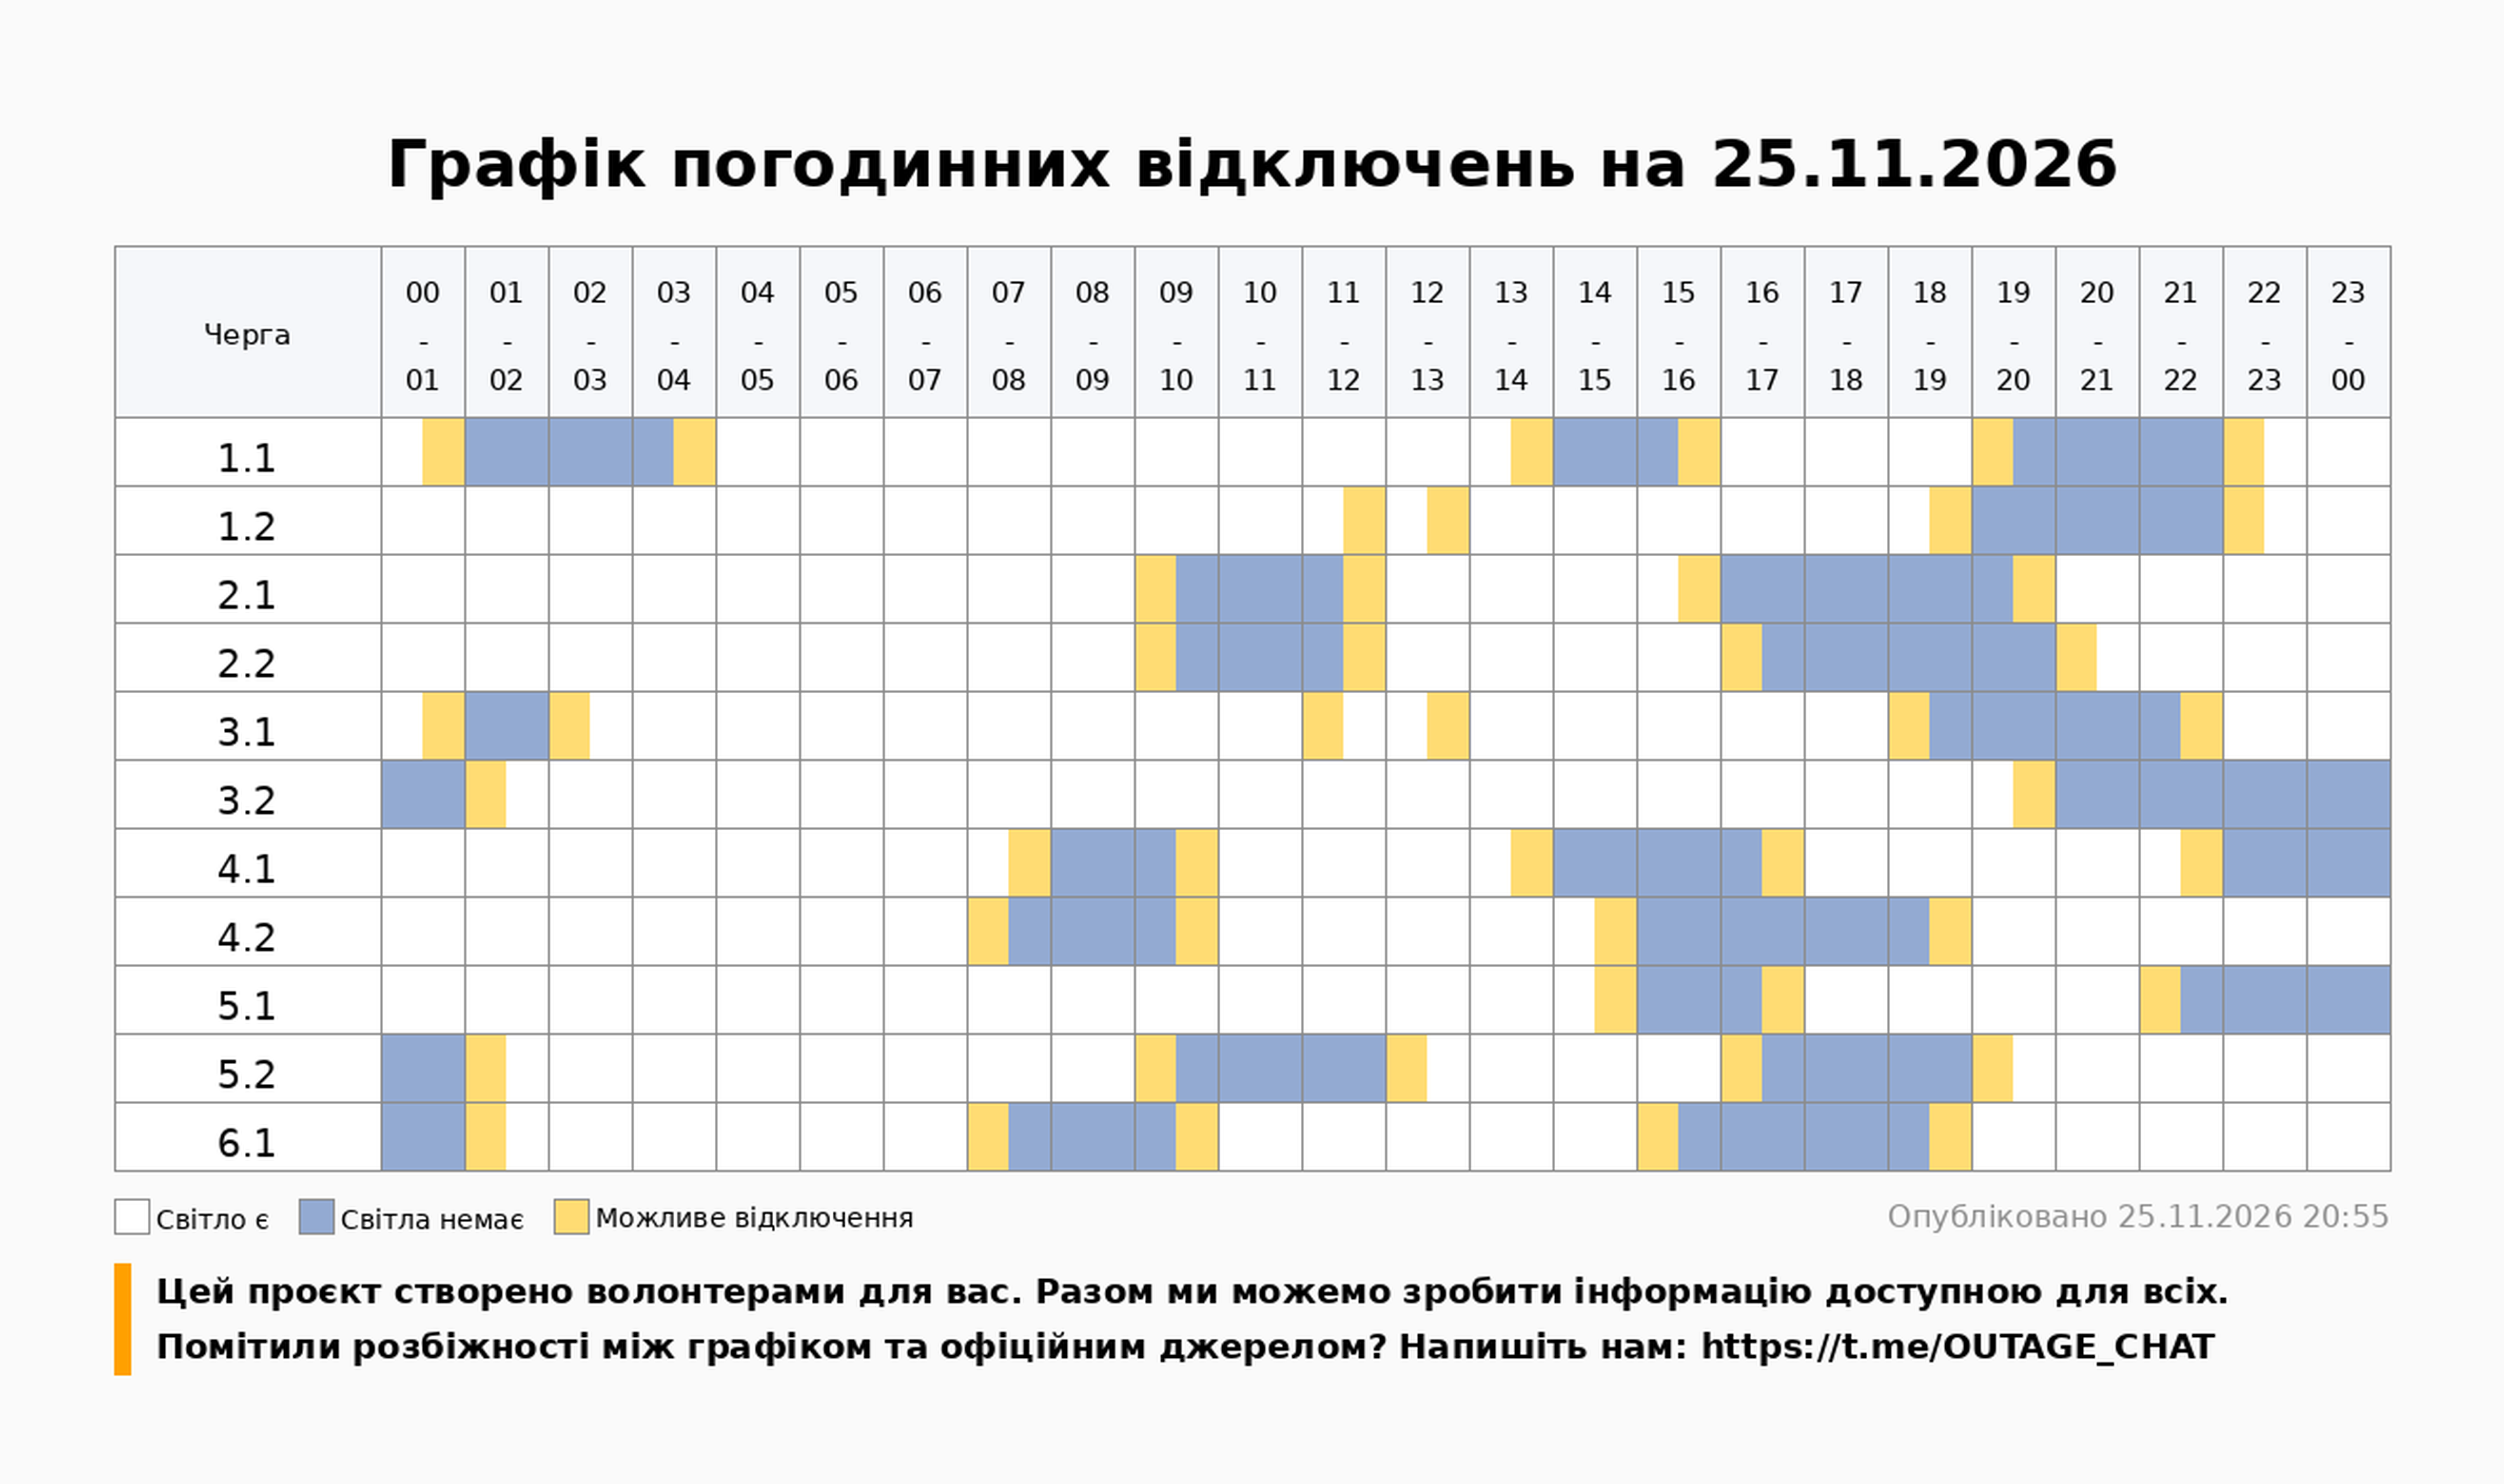 Графік погодинних відключень на 25.11.2026
Черга 00 - 01 01 - 02 02 - 03 03 - 04 04 - 05 05 - 06 06 - 07 07 - 08 08 - 09 09 - 10 10 - 11 11 - 12 12 - 13 13 - 14 14 - 15 15 - 16 16 - 17 17 - 18 18 - 19 19 - 20 20 - 21 21 - 22 22 - 23 23 - 00
1.1
1.2
2.1
2.2
3.1
3.2
4.1
4.2
5.1
5.2
6.1
Світло є Світла немає Можливе відключення Опубліковано 25.11.2026 20:55
Цей проєкт створено волонтерами для вас. Разом ми можемо зробити інформацію доступною для всіх.
Помітили розбіжності між графіком та офіційним джерелом? Напишіть нам: https://t.me/OUTAGE_CHAT